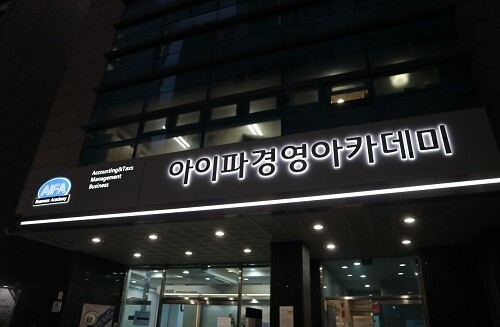 AIFA
Business Academy
Accounting&Taxs
Management
Business
아이파경영아카데미